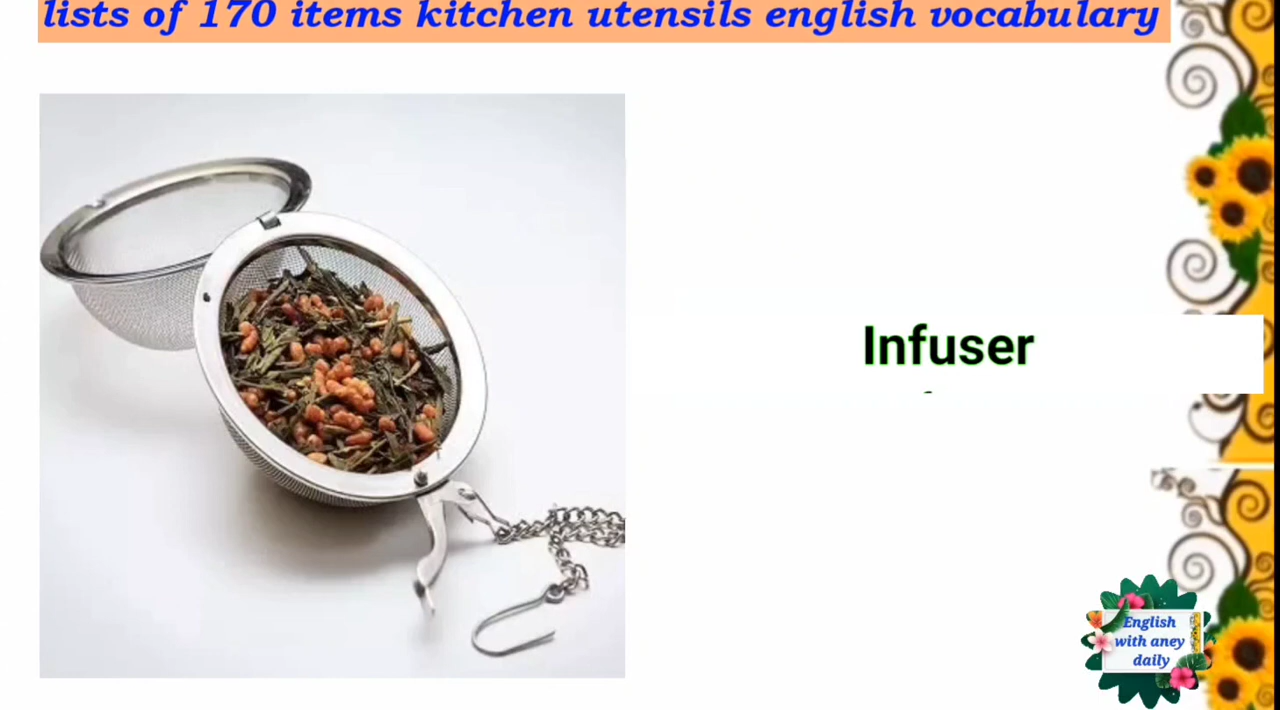 lists of 170 items kitchen utensils english vocabulary
Infuser
English
with aney
daily